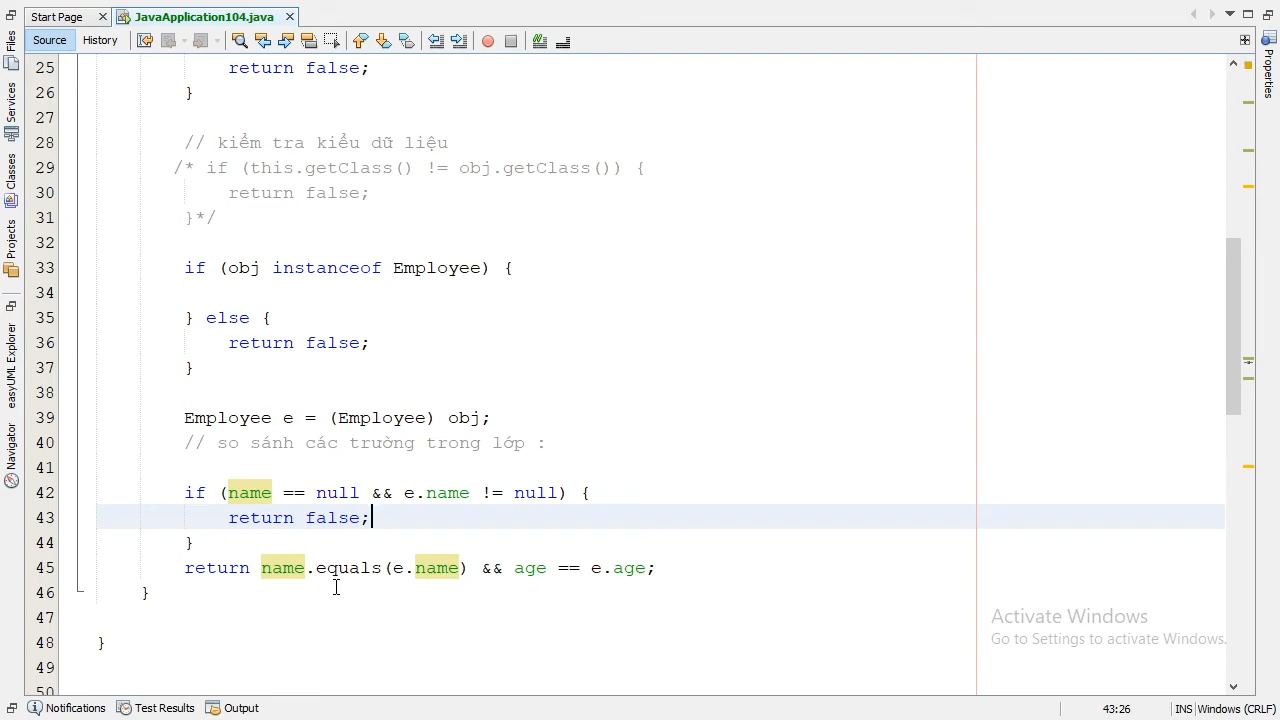 Start Page
JavaApplication104.java
Source
History
25 return false;
26 }
27
28 // kiểm tra kiểu dữ liệu
29 /* if (this.getClass() != obj.getClass()) {
30 return false;
31 }*/
32
33 if (obj instanceof Employee) {
34
35 } else {
36 return false;
37 }
38
39 Employee e = (Employee) obj;
40 // so sánh các trường trong lớp :
41
42 if (name == null && e.name != null) {
43 return false;
44 }
45 return name.equals(e.name) && age == e.age;
46 }
47
48 }
49
50
Files
Services
Classes
Projects
easyUML Explorer
Navigator
Properties
Activate Windows
Go to Settings to activate Windows.
Notifications
Test Results
Output
43:26
INS
Windows (CRLF)